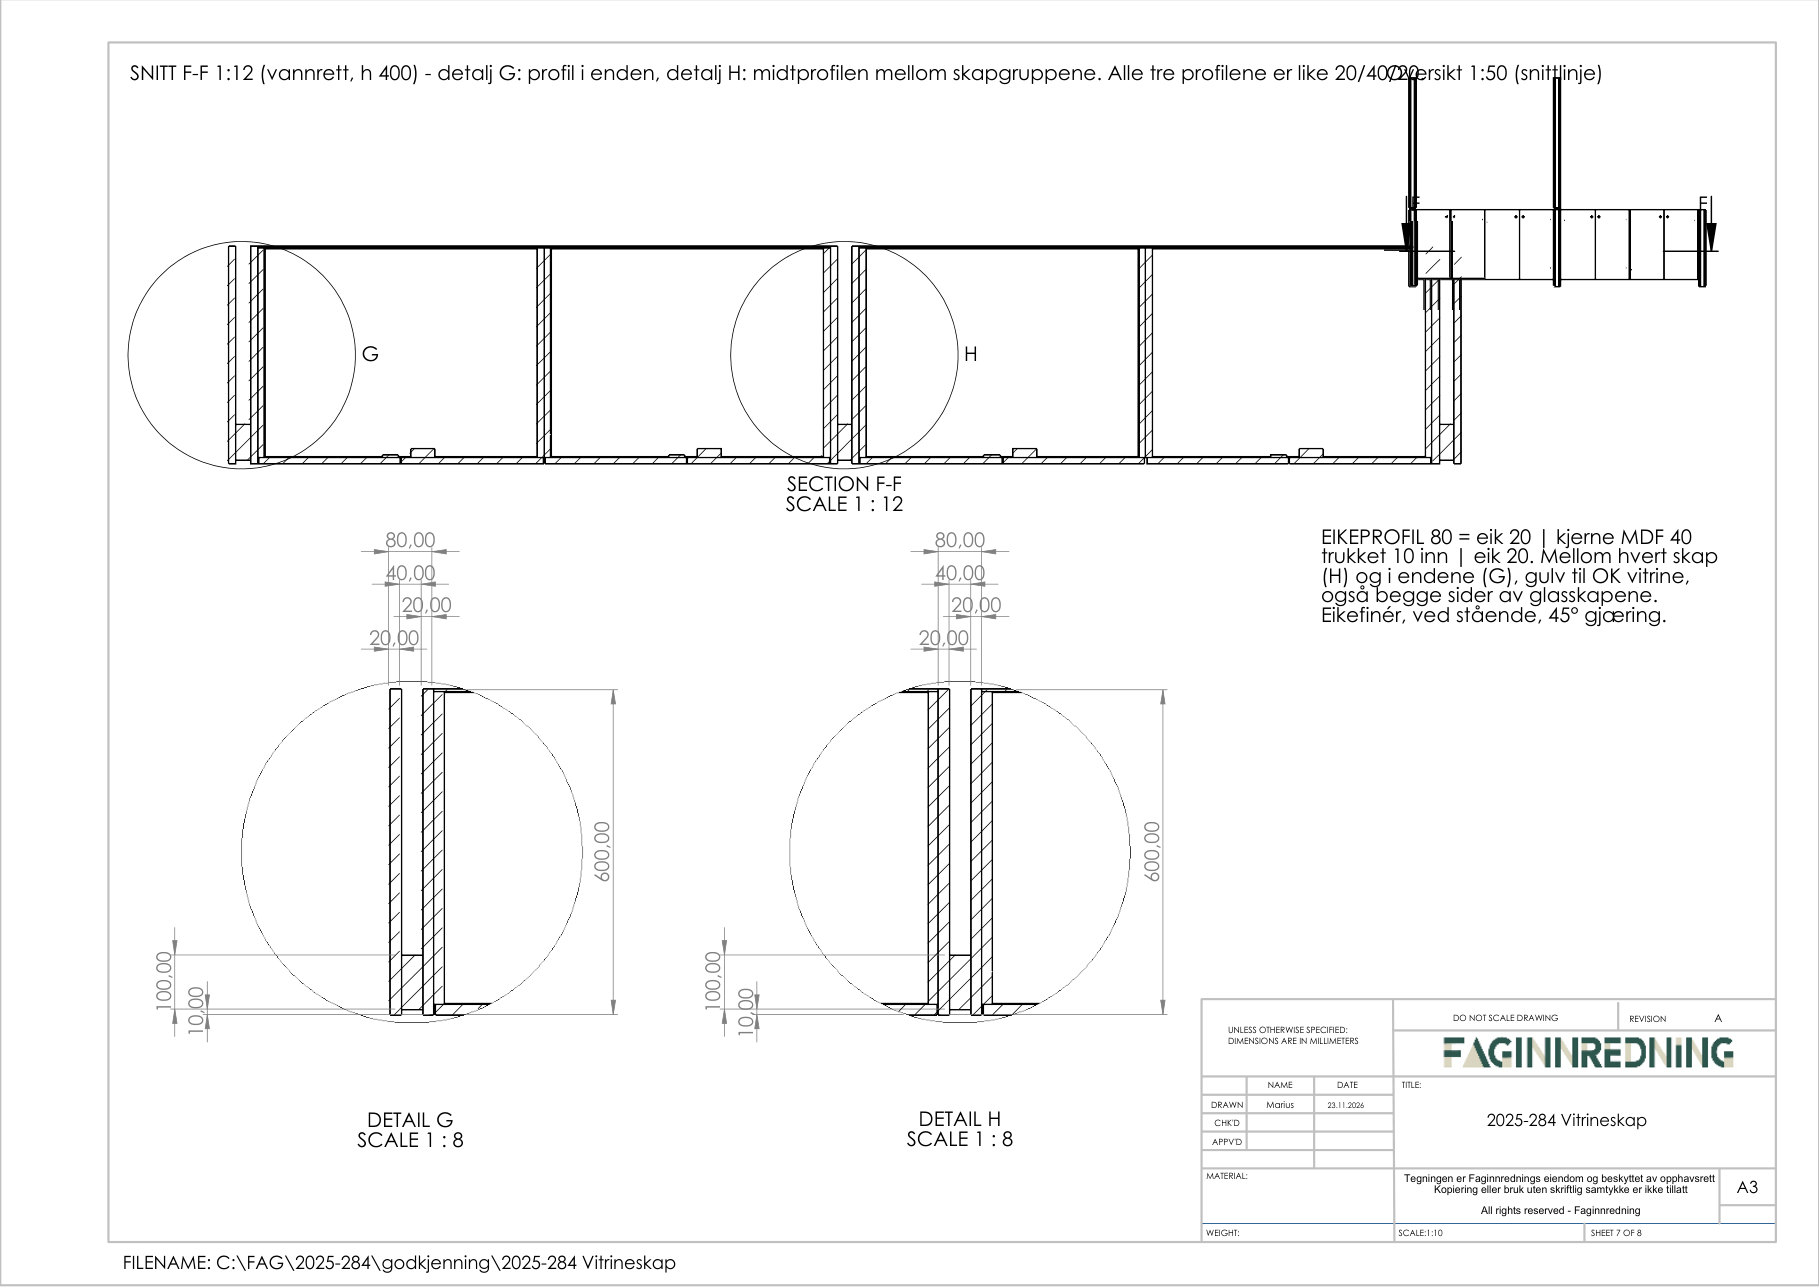 SNITT F-F 1:12 (vannrett, h 400) - detalj G: profil i enden, detalj H: midtprofilen mellom skapgruppene. Alle tre profilene er like 20/40/20.
Oversikt 1:50 (snittlinje)
F
F
G
H
SECTION F-F
SCALE 1 : 12
EIKEPROFIL 80 = eik 20 | kjerne MDF 40
trukket 10 inn | eik 20. Mellom hvert skap
(H) og i endene (G), gulv til OK vitrine,
også begge sider av glasskapene.
Eikefinér, ved stående, 45° gjæring.
80,00
40,00
20,00
20,00
600,00
100,00
10,00
DETAIL G
SCALE 1 : 8
80,00
40,00
20,00
20,00
600,00
100,00
10,00
DETAIL H
SCALE 1 : 8
UNLESS OTHERWISE SPECIFIED:
DIMENSIONS ARE IN MILLIMETERS
DO NOT SCALE DRAWING
REVISION A
FAGINNREDNING
NAME DATE
DRAWN Marius 23.11.2026
CHK'D
APPV'D
TITLE:
2025-284 Vitrineskap
MATERIAL:
Tegningen er Faginnrednings eiendom og beskyttet av opphavsrett
Kopiering eller bruk uten skriftlig samtykke er ikke tillatt
All rights reserved - Faginnredning
A3
WEIGHT:
SCALE:1:10
SHEET 7 OF 8
FILENAME: C:\FAG\2025-284\godkjenning\2025-284 Vitrineskap